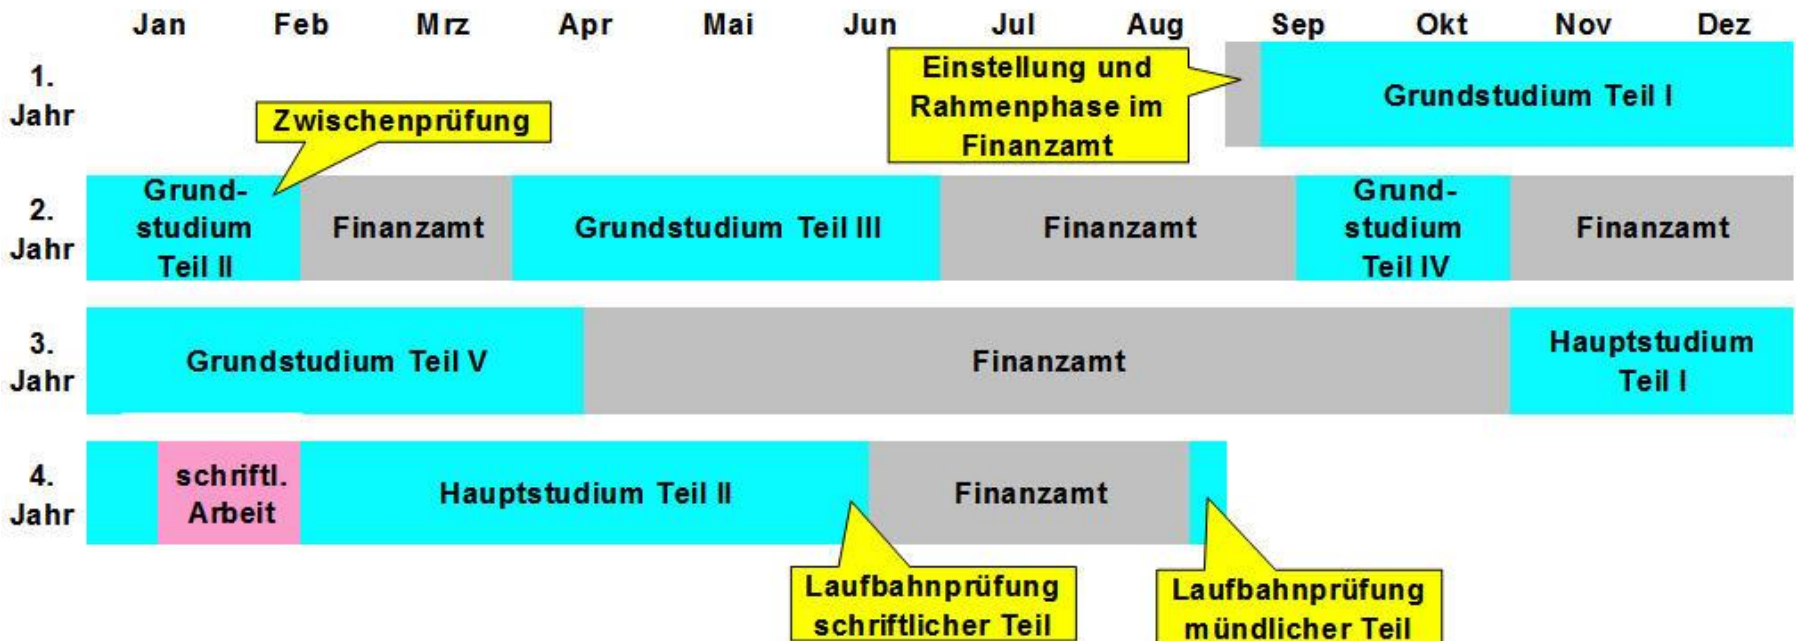 Jan Feb Mrz Apr Mai Jun Jul Aug Sep Okt Nov Dez
1.
Jahr
Einstellung und
Rahmenphase im
Finanzamt
Grundstudium Teil I
Zwischenprüfung
2.
Jahr
Grund-
studium
Teil II
Finanzamt
Grundstudium Teil III
Finanzamt
Grund-
studium
Teil IV
Finanzamt
3.
Jahr
Grundstudium Teil V
Finanzamt
Hauptstudium
Teil I
4.
Jahr
schriftl.
Arbeit
Hauptstudium Teil II
Finanzamt
Laufbahnprüfung
schriftlicher Teil
Laufbahnprüfung
mündlicher Teil